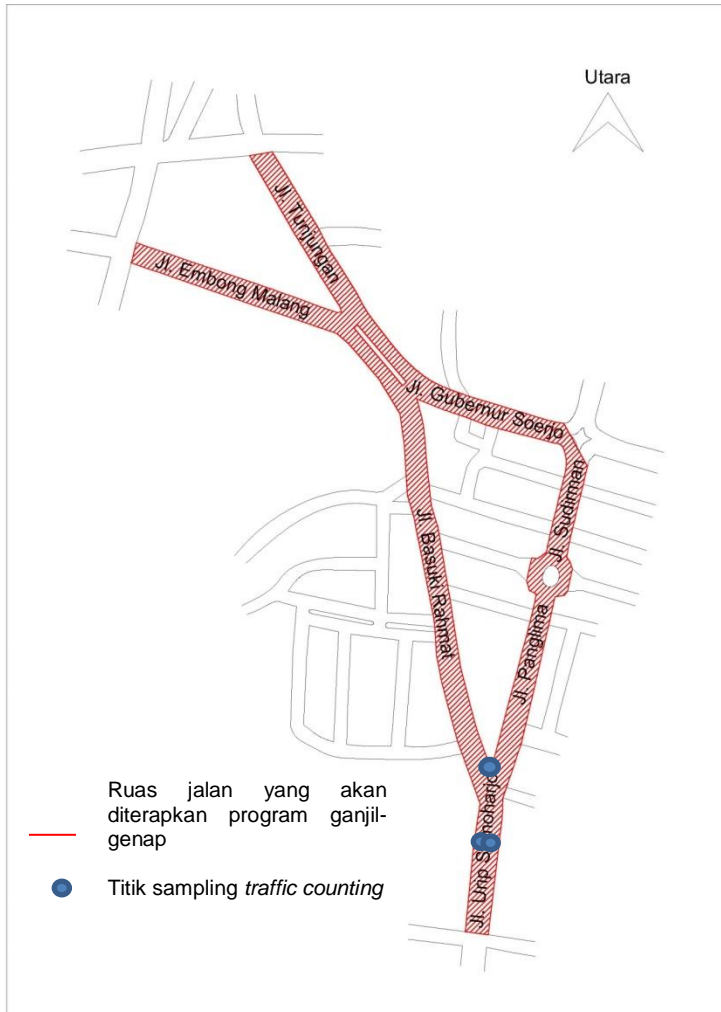 Utara
Jl. Tunjungan
Jl. Embong Malang
Jl. Gubernur Soerjo
Jl. Sudirman
Jl. Basuki Rahmat
Jl. Panglima
Jl. Urip
Ruas jalan yang akan
diterapkan program ganjil-
genap
Titik sampling traffic counting